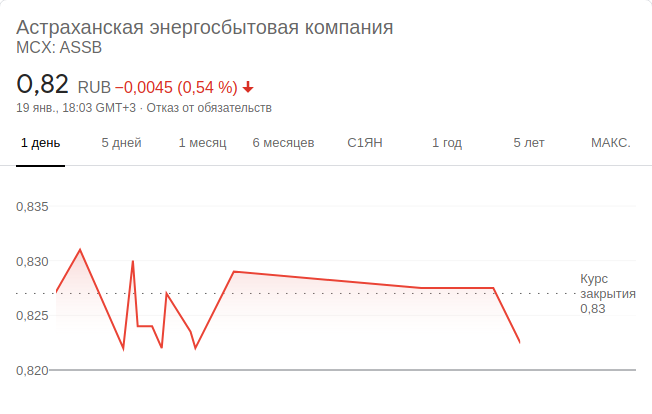 Астраханская энергосбытовая компания
MCX: ASSB
0,82 RUB −0,0045 (0,54 %)
19 янв., 18:03 GMT+3 · Отказ от обязательств
1 день 5 дней 1 месяц 6 месяцев С1ЯН 1 год 5 лет МАКС.
0,835
0,830
Курс
закрытия
0,83
0,825
0,820